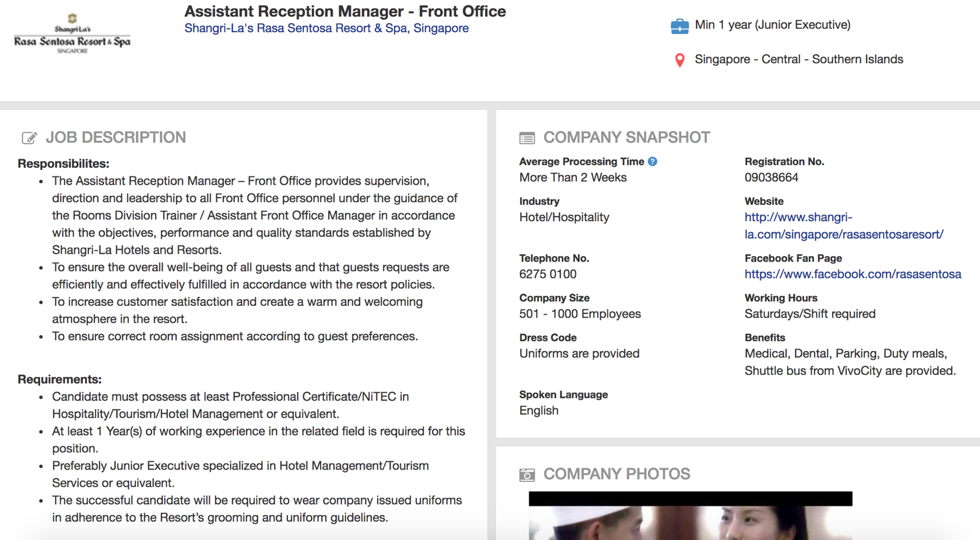 Shangri-La's
Rasa Sentosa Resort & Spa
SINGAPORE
Assistant Reception Manager - Front Office
Shangri-La's Rasa Sentosa Resort & Spa, Singapore
Min 1 year (Junior Executive)
Singapore - Central - Southern Islands
JOB DESCRIPTION
Responsibilites:
• The Assistant Reception Manager – Front Office provides supervision,
direction and leadership to all Front Office personnel under the guidance of
the Rooms Division Trainer / Assistant Front Office Manager in accordance
with the objectives, performance and quality standards established by
Shangri-La Hotels and Resorts.
• To ensure the overall well-being of all guests and that guests requests are
efficiently and effectively fulfilled in accordance with the resort policies.
• To increase customer satisfaction and create a warm and welcoming
atmosphere in the resort.
• To ensure correct room assignment according to guest preferences.
Requirements:
• Candidate must possess at least Professional Certificate/NiTEC in
Hospitality/Tourism/Hotel Management or equivalent.
• At least 1 Year(s) of working experience in the related field is required for this
position.
• Preferably Junior Executive specialized in Hotel Management/Tourism
Services or equivalent.
• The successful candidate will be required to wear company issued uniforms
in adherence to the Resort's grooming and uniform guidelines.
COMPANY SNAPSHOT
Average Processing Time ?
More Than 2 Weeks
Registration No.
09038664
Industry
Hotel/Hospitality
Website
http://www.shangri-
la.com/singapore/rasasentosaresort/
Telephone No.
6275 0100
Facebook Fan Page
https://www.facebook.com/rasasentosa
Company Size
501 - 1000 Employees
Working Hours
Saturdays/Shift required
Dress Code
Uniforms are provided
Benefits
Medical, Dental, Parking, Duty meals,
Shuttle bus from VivoCity are provided.
Spoken Language
English
COMPANY PHOTOS